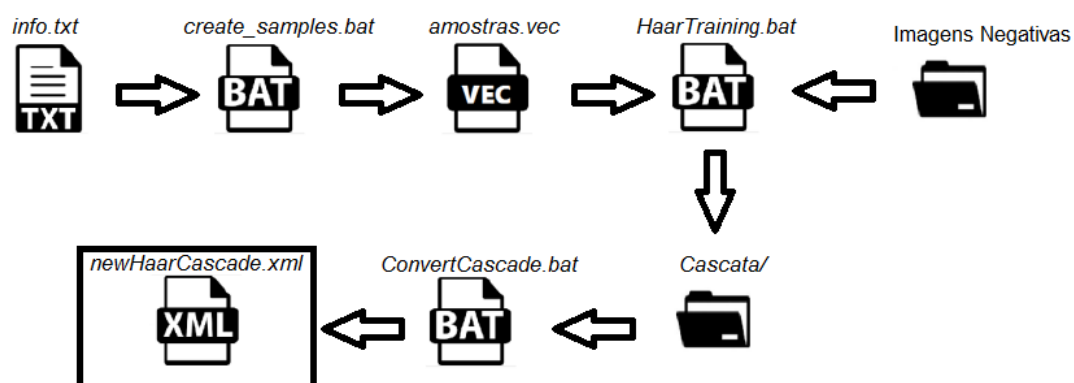 info.txt
create_samples.bat
amostras.vec
HaarTraining.bat
Imagens Negativas
TXT
BAT
VEC
BAT
newHaarCascade.xml
ConvertCascade.bat
Cascata/
XML
BAT